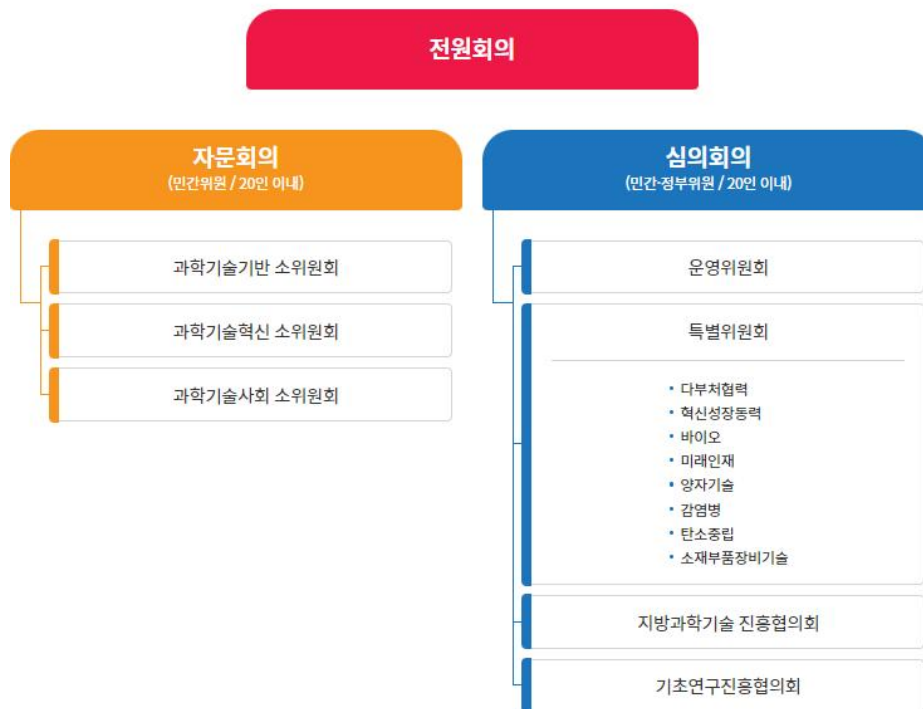 전원회의
자문회의
(민간위원 / 20인 이내)
과학기술기반 소위원회
과학기술혁신 소위원회
과학기술사회 소위원회
심의회의
(민간·정부위원 / 20인 이내)
운영위원회
특별위원회
• 다부처협력
• 혁신성장동력
• 바이오
• 미래인재
• 양자기술
• 감염병
• 탄소중립
• 소재부품장비기술
지방과학기술 진흥협의회
기초연구진흥협의회